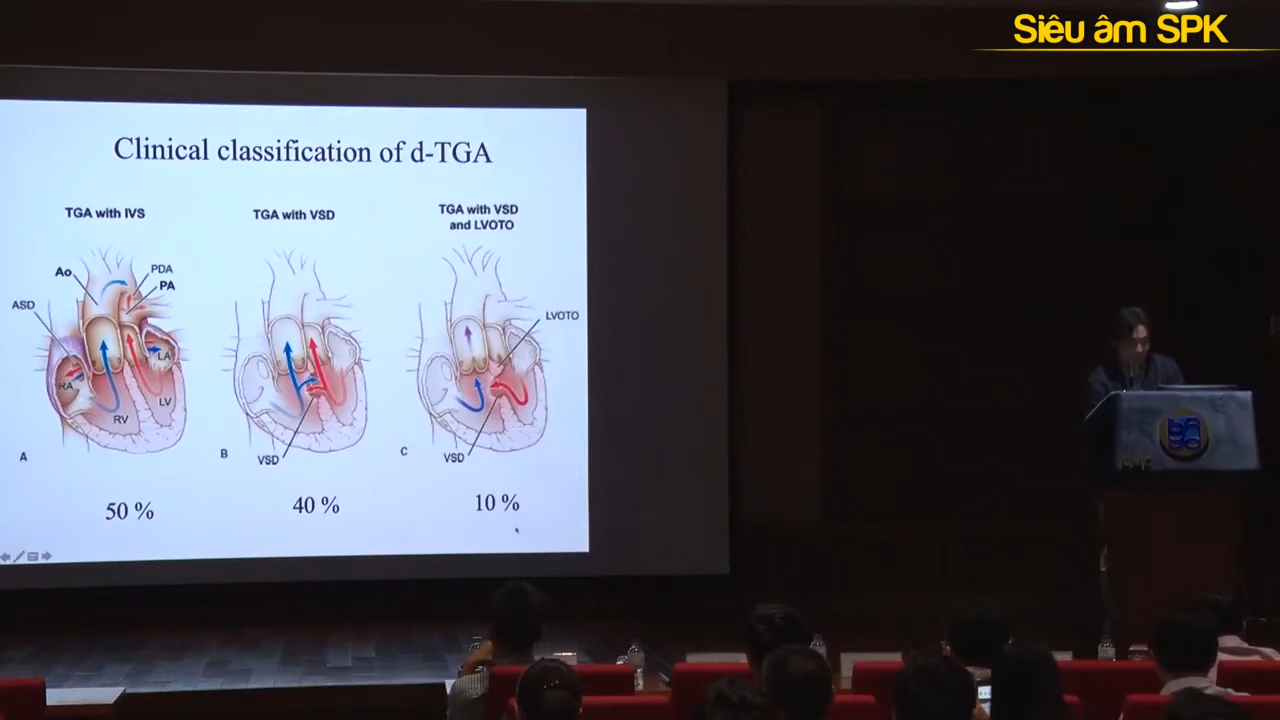 Siêu âm SPK
Clinical classification of d-TGA
TGA with IVS
TGA with VSD
TGA with VSD
and LVOTO
Ao
PDA
PA
ASD
LVOTO
LA
RA
LV
RV
A
B
C
VSD
VSD
50 %
40 %
10 %